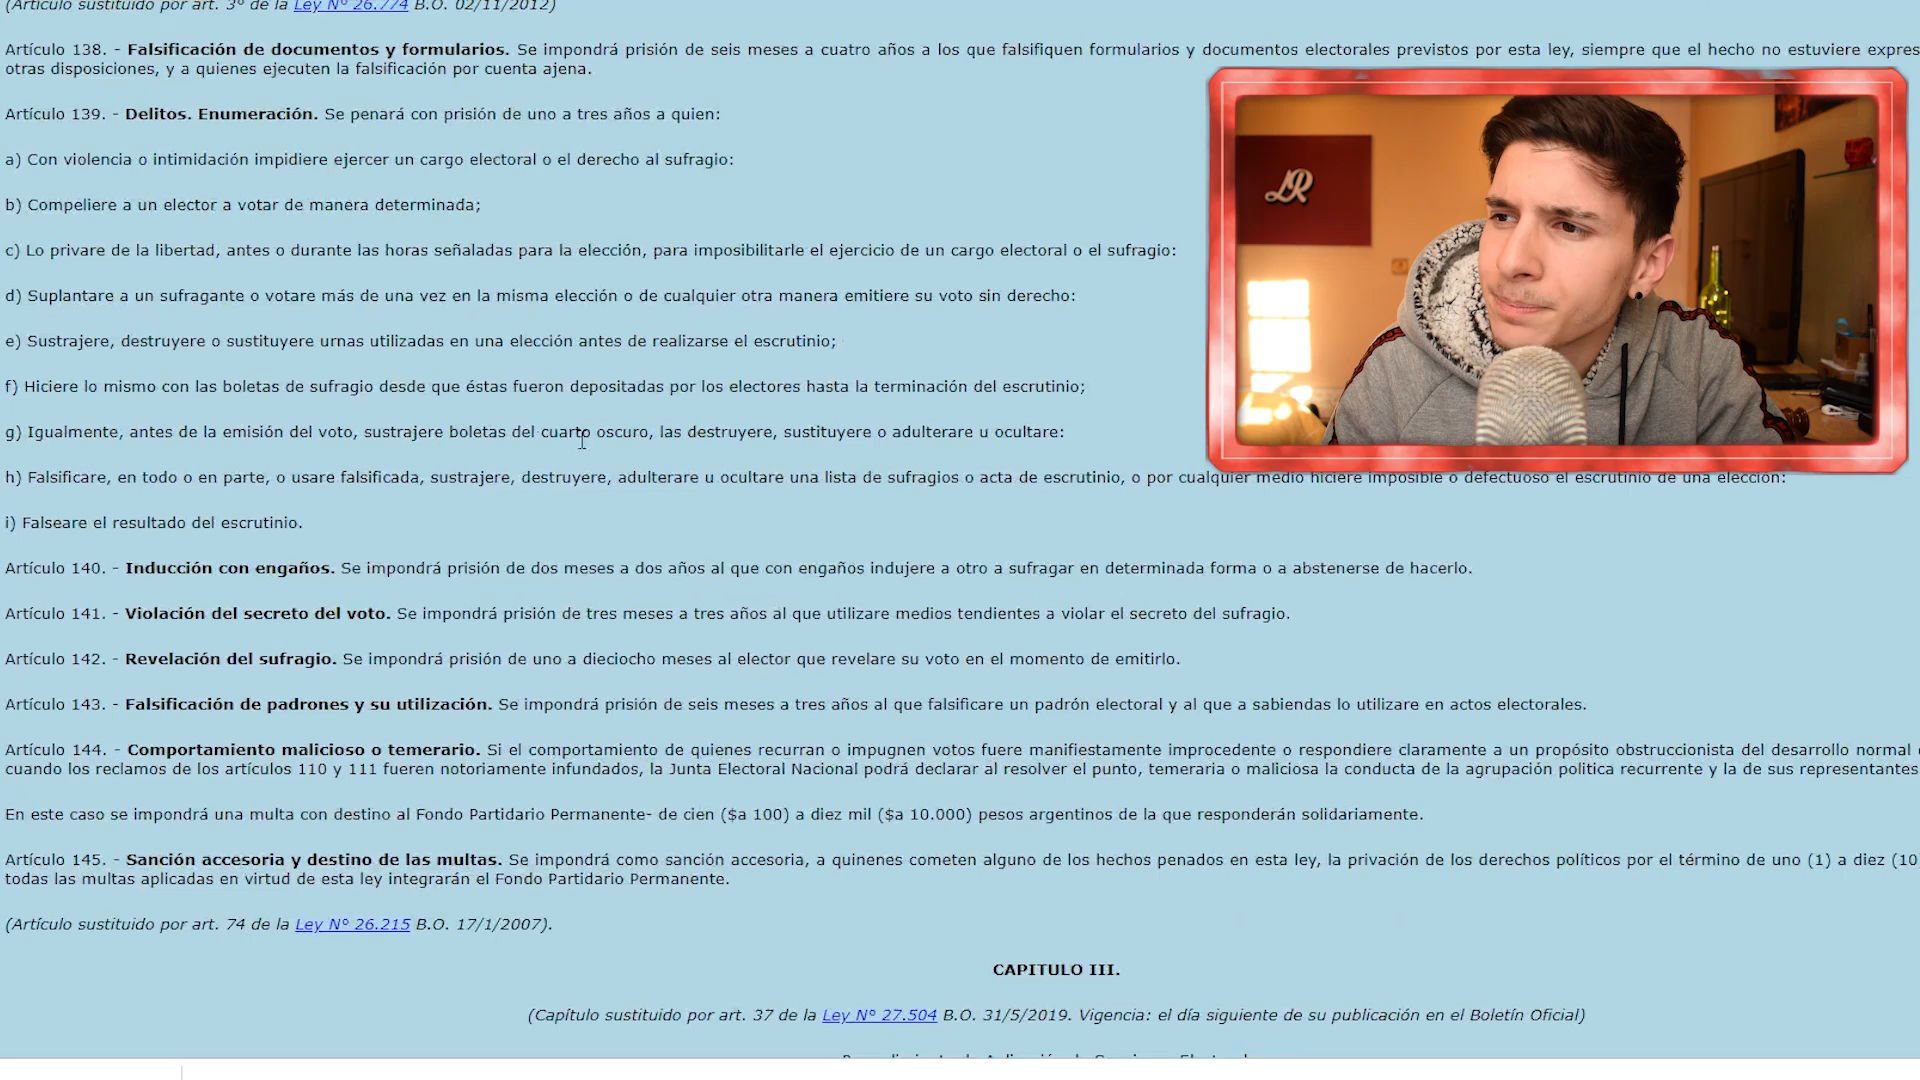 (Artículo sustituido por art. 3° de la Ley N° 26.774 B.O. 02/11/2012)
Artículo 138. - Falsificación de documentos y formularios. Se impondrá prisión de seis meses a cuatro años a los que falsifiquen formularios y documentos electorales previstos por esta ley, siempre que el hecho no estuviere
otras disposiciones, y a quienes ejecuten la falsificación por cuenta ajena.
Artículo 139. - Delitos. Enumeración. Se penará con prisión de uno a tres años a quien:
a) Con violencia o intimidación impidiere ejercer un cargo electoral o el derecho al sufragio:
LR
b) Compeliere a un elector a votar de manera determinada;
c) Lo privare de la libertad, antes o durante las horas señaladas para la elección, para imposibilitarle el ejercicio de un cargo electoral o el sufragio:
d) Suplantare a un sufragante o votare más de una vez en la misma elección o de cualquier otra manera emitiere su voto sin derecho:
e) Sustrajere, destruyere o sustituyere urnas utilizadas en una elección antes de realizarse el escrutinio;
f) Hiciere lo mismo con las boletas de sufragio desde que éstas fueron depositadas por los electores hasta la terminación del escrutinio;
g) Igualmente, antes de la emisión del voto, sustrajere boletas del cuarto oscuro, las destruyere, sustituyere o adulterare u ocultare:
h) Falsificare, en todo o en parte, o usare falsificada, sustrajere, destruyere, adulterare u ocultare una lista de sufragios o acta de escrutinio, o por cualquier medio hiciere imposible o defectuoso el escrutinio de una elección:
i) Falseare el resultado del escrutinio.
Artículo 140. - Inducción con engaños. Se impondrá prisión de dos meses a dos años al que con engaños indujere a otro a sufragar en determinada forma o a abstenerse de hacerlo.
Artículo 141. - Violación del secreto del voto. Se impondrá prisión de tres meses a tres años al que utilizare medios tendientes a violar el secreto del sufragio.
Artículo 142. - Revelación del sufragio. Se impondrá prisión de uno a dieciocho meses al elector que revelare su voto en el momento de emitirlo.
Artículo 143. - Falsificación de padrones y su utilización. Se impondrá prisión de seis meses a tres años al que falsificare un padrón electoral y al que a sabiendas lo utilizare en actos electorales.
Artículo 144. - Comportamiento malicioso o temerario. Si el comportamiento de quienes recurran o impugnen votos fuere manifiestamente improcedente o respondiere claramente a un propósito obstruccionista del desarrollo normal
cuando los reclamos de los artículos 110 y 111 fueren notoriamente infundados, la Junta Electoral Nacional podrá declarar al resolver el punto, temeraria o maliciosa la conducta de la agrupación politica recurrente y la de sus representantes
En este caso se impondrá una multa con destino al Fondo Partidario Permanente- de cien ($a 100) a diez mil ($a 10.000) pesos argentinos de la que responderán solidariamente.
Artículo 145. - Sanción accesoria y destino de las multas. Se impondrá como sanción accesoria, a quinenes cometen alguno de los hechos penados en esta ley, la privación de los derechos políticos por el término de uno (1) a diez (10
todas las multas aplicadas en virtud de esta ley integrarán el Fondo Partidario Permanente.
(Artículo sustituido por art. 74 de la Ley N° 26.215 B.O. 17/1/2007).
CAPITULO III.
(Capítulo sustituido por art. 37 de la Ley N° 27.504 B.O. 31/5/2019. Vigencia: el día siguiente de su publicación en el Boletín Oficial)